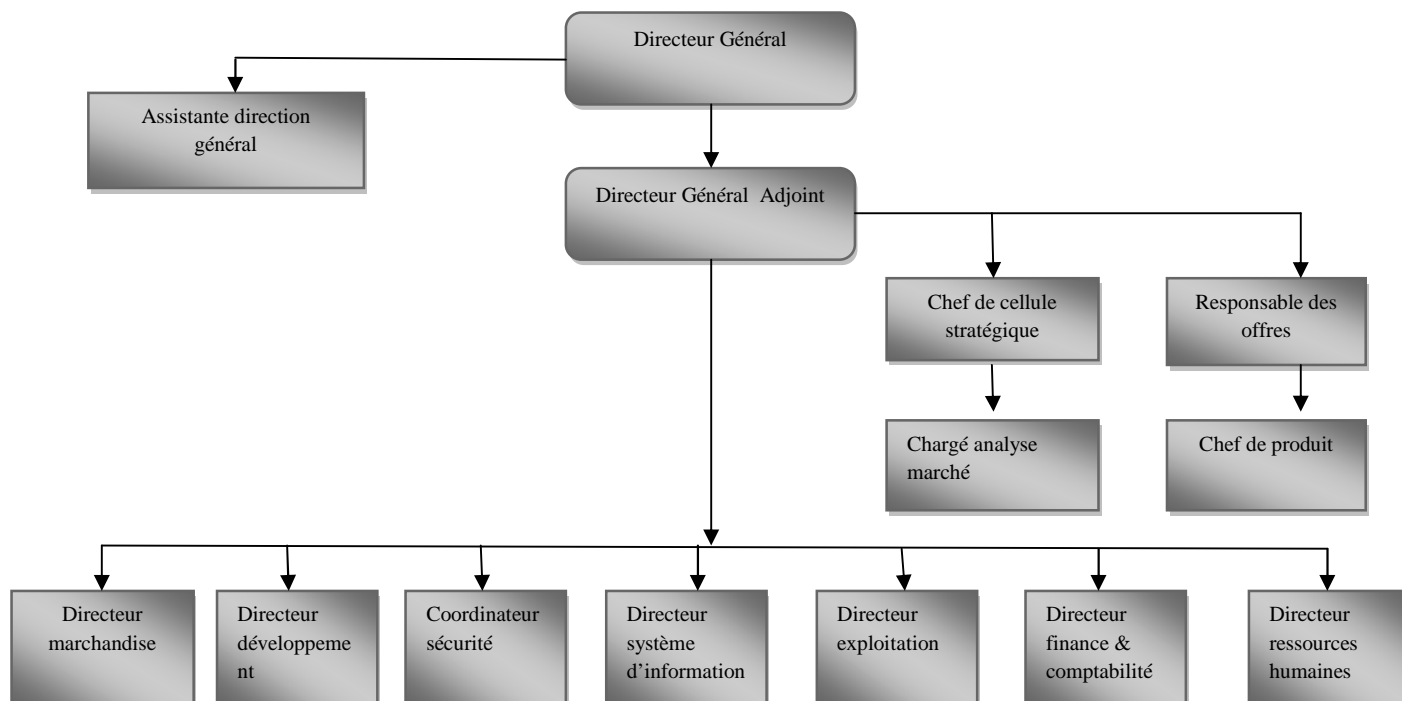 Directeur Général
Assistante direction
général
Directeur Général  Adjoint
Chef de cellule
stratégique
Responsable des
offres
Chargé analyse
marché
Chef de produit
Directeur
marchandise
Directeur
développeme
nt
Coordinateur
sécurité
Directeur
système
d’information
Directeur
exploitation
Directeur
finance &
comptabilité
Directeur
ressources
humaines